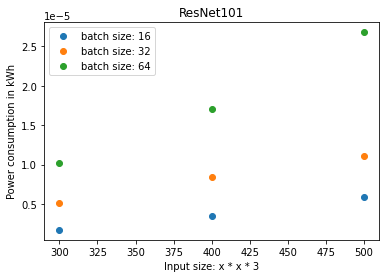 ResNet101
1e−5
batch size: 16
batch size: 32
batch size: 64
Power consumption in kWh
2.5
2.0
1.5
1.0
0.5
300 325 350 375 400 425 450 475 500
Input size: x * x * 3